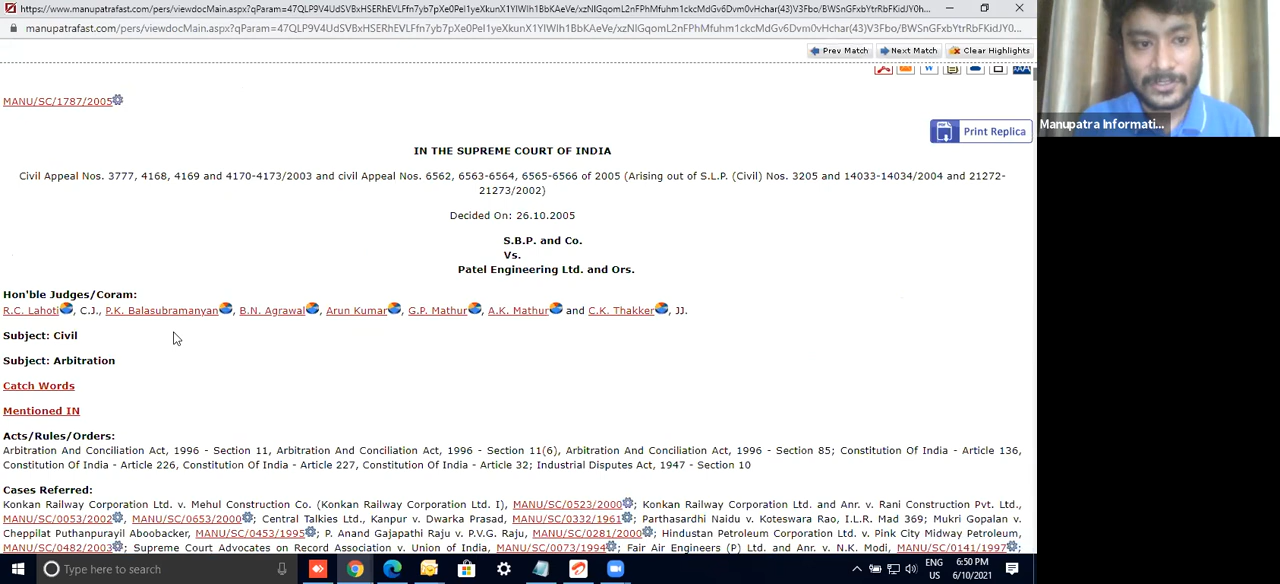 https://www.manupatrafast.com/pers/viewdocMain.aspx?qParam=
manupatrafast.com/pers/viewdocMain.aspx?qParam=
Prev Match Next Match Clear Highlights
MANU/SC/1787/2005
Print Replica
IN THE SUPREME COURT OF INDIA
Civil Appeal Nos. 3777, 4168, 4169 and 4170-4173/2003 and civil Appeal Nos. 6562, 6563-6564, 6565-6566 of 2005 (Arising out of S.L.P. (Civil) Nos. 3205 and 14033-14034/2004 and 21272-
21273/2002)
Decided On: 26.10.2005
S.B.P. and Co.
Vs.
Patel Engineering Ltd. and Ors.
Hon'ble Judges/Coram:
R.C. Lahoti, C.J., P.K. Balasubramanyan, B.N. Agrawal, Arun Kumar, G.P. Mathur, A.K. Mathur and C.K. Thakker, JJ.
Subject: Civil
Subject: Arbitration
Catch Words
Mentioned IN
Acts/Rules/Orders:
Arbitration And Conciliation Act, 1996 - Section 11, Arbitration And Conciliation Act, 1996 - Section 11(6), Arbitration And Conciliation Act, 1996 - Section 85; Constitution Of India - Article 136,
Constitution Of India - Article 226, Constitution Of India - Article 227, Constitution Of India - Article 32; Industrial Disputes Act, 1947 - Section 10
Cases Referred:
Konkan Railway Corporation Ltd. v. Mehul Construction Co. (Konkan Railway Corporation Ltd. I), MANU/SC/0523/2000; Konkan Railway Corporation Ltd. and Anr. v. Rani Construction Pvt. Ltd.,
MANU/SC/0053/2002, MANU/SC/0653/2000; Central Talkies Ltd., Kanpur v. Dwarka Prasad, MANU/SC/0332/1961; Parthasardhi Naidu v. Koteswara Rao, I.L.R. Mad 369; Mukri Gopalan v.
Cheppilat Puthanpurayil Aboobacker, MANU/SC/0453/1995; P. Anand Gajapathi Raju v. P.V.G. Raju, MANU/SC/0281/2000; Hindustan Petroleum Corporation Ltd. v. Pink City Midway Petroleum,
MANU/SC/0482/2003; Supreme Court Advocates on Record Association v. Union of India, MANU/SC/0073/1994; Fair Air Engineers (P) Ltd. and Anr. v. N.K. Modi, MANU/SC/0141/1997;
Manupatra Informati...
Type here to search
ENG
US
6:50 PM
6/10/2021